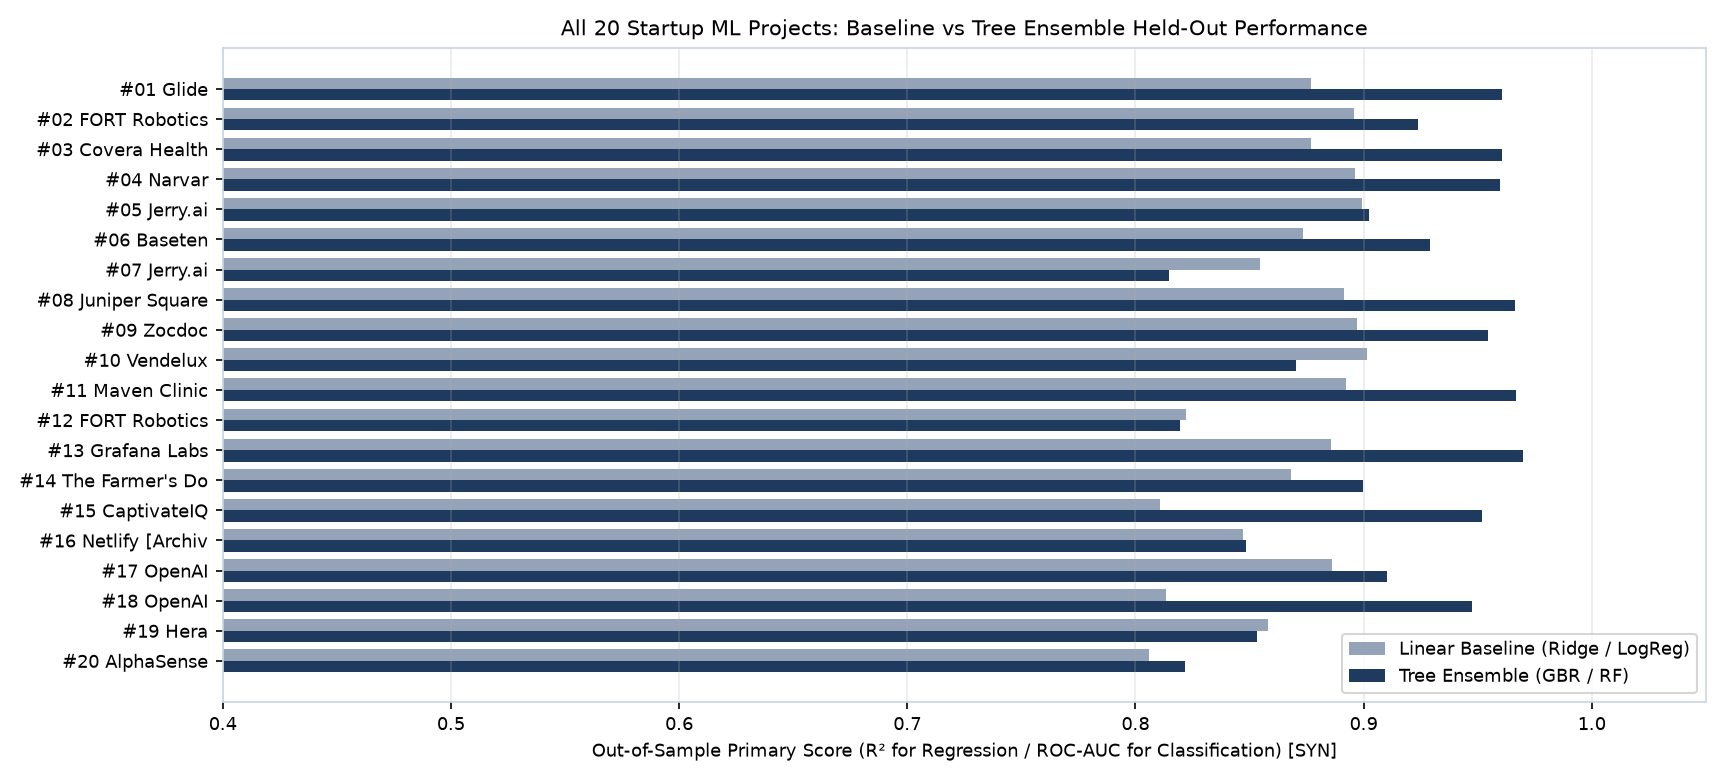 All 20 Startup ML Projects: Baseline vs Tree Ensemble Held-Out Performance
#01 Glide
#02 FORT Robotics
#03 Covera Health
#04 Narvar
#05 Jerry.ai
#06 Baseten
#07 Jerry.ai
#08 Juniper Square
#09 Zocdoc
#10 Vendelux
#11 Maven Clinic
#12 FORT Robotics
#13 Grafana Labs
#14 The Farmer's Do
#15 CaptivateIQ
#16 Netlify [Archiv
#17 OpenAI
#18 OpenAI
#19 Hera
#20 AlphaSense
Linear Baseline (Ridge / LogReg)
Tree Ensemble (GBR / RF)
0.4 0.5 0.6 0.7 0.8 0.9 1.0
Out-of-Sample Primary Score (R² for Regression / ROC-AUC for Classification) [SYN]